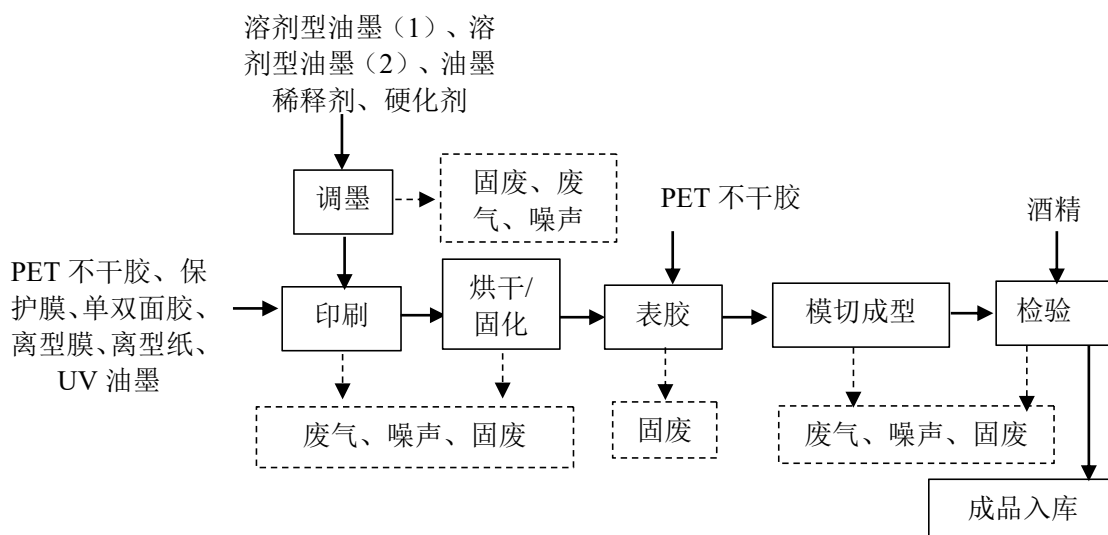 溶剂型油墨（1）、溶
剂型油墨（2）、油墨
稀释剂、硬化剂
调墨
固废、废
气、噪声
PET 不干胶
酒精
PET 不干胶、保
护膜、单双面胶、
离型膜、离型纸、
UV 油墨
印刷
烘干/
固化
表胶
模切成型
检验
废气、噪声、固废
固废
废气、噪声、固废
成品入库